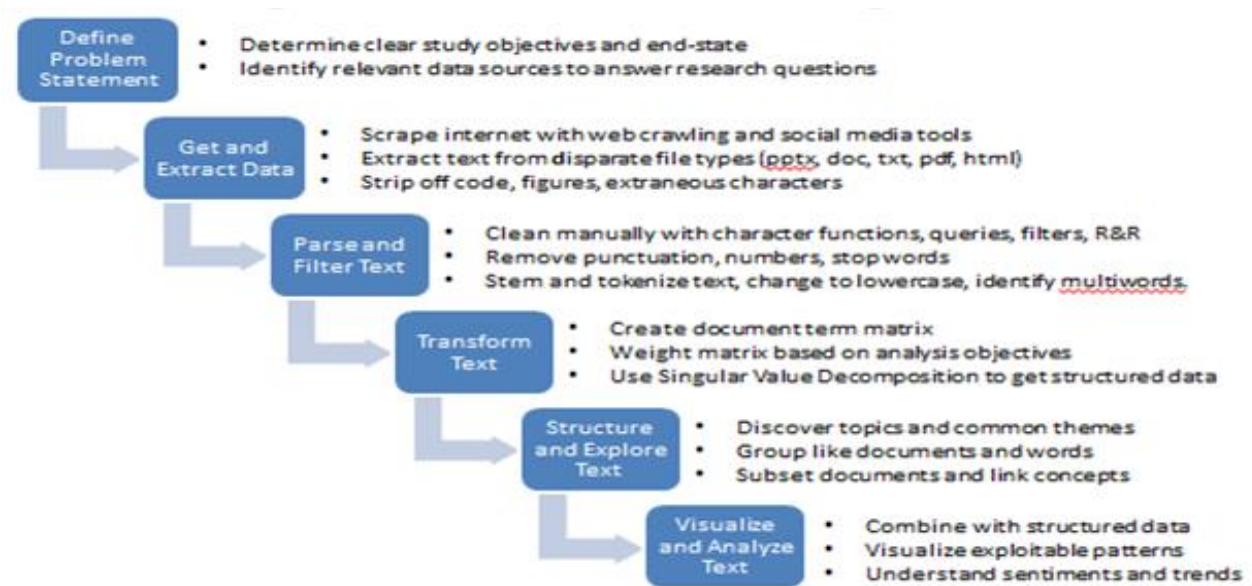 Define
Problem
Statement
• Determine clear study objectives and end-state
• Identify relevant data sources to answer research questions
Get and
Extract Data
• Scrape internet with web crawling and social media tools
• Extract text from disparate file types (pptx, doc, txt, pdf, html)
• Strip off code, figures, extraneous characters
Parse and
Filter Text
• Clean manually with character functions, queries, filters, R&R
• Remove punctuation, numbers, stop words
• Stem and tokenize text, change to lowercase, identify multiwords.
Transform
Text
• Create document term matrix
• Weight matrix based on analysis objectives
• Use Singular Value Decomposition to get structured data
Structure
and Explore
Text
• Discover topics and common themes
• Group like documents and words
• Subset documents and link concepts
Visualize
and Analyze
Text
• Combine with structured data
• Visualize exploitable patterns
• Understand sentiments and trends